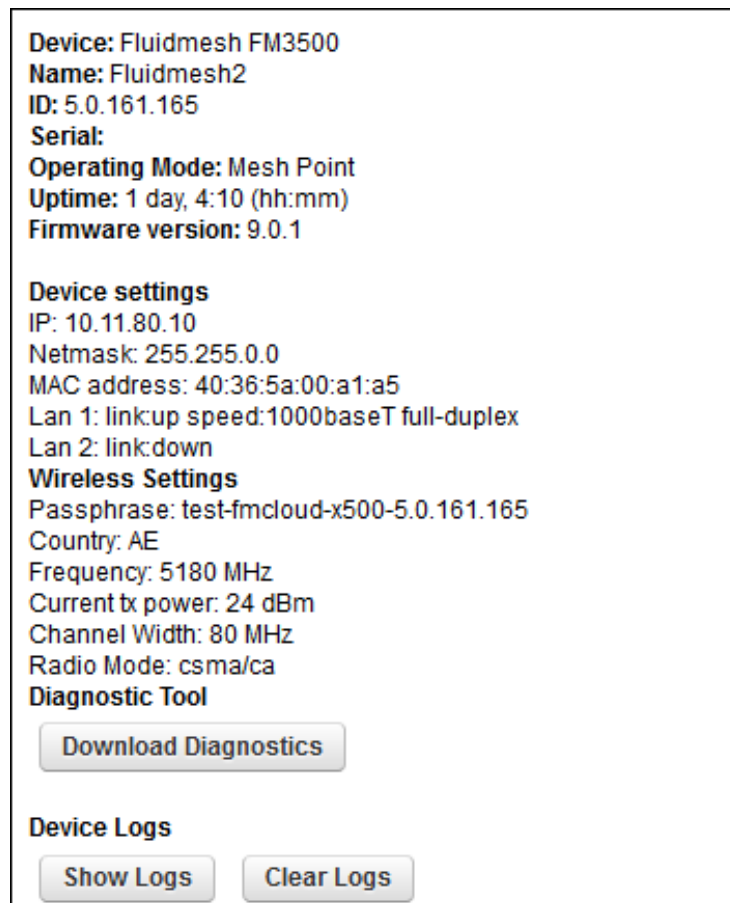 Device: Fluidmesh FM3500
Name: Fluidmesh2
ID: 5.0.161.165
Serial:
Operating Mode: Mesh Point
Uptime: 1 day, 4:10 (hh:mm)
Firmware version: 9.0.1
Device settings
IP: 10.11.80.10
Netmask: 255.255.0.0
MAC address: 40:36:5a:00:a1:a5
Lan 1: link:up speed:1000baseT full-duplex
Lan 2: link:down
Wireless Settings
Passphrase: test-fmcloud-x500-5.0.161.165
Country: AE
Frequency: 5180 MHz
Current tx power: 24 dBm
Channel Width: 80 MHz
Radio Mode: csma/ca
Diagnostic Tool
Download Diagnostics
Device Logs
Show Logs Clear Logs